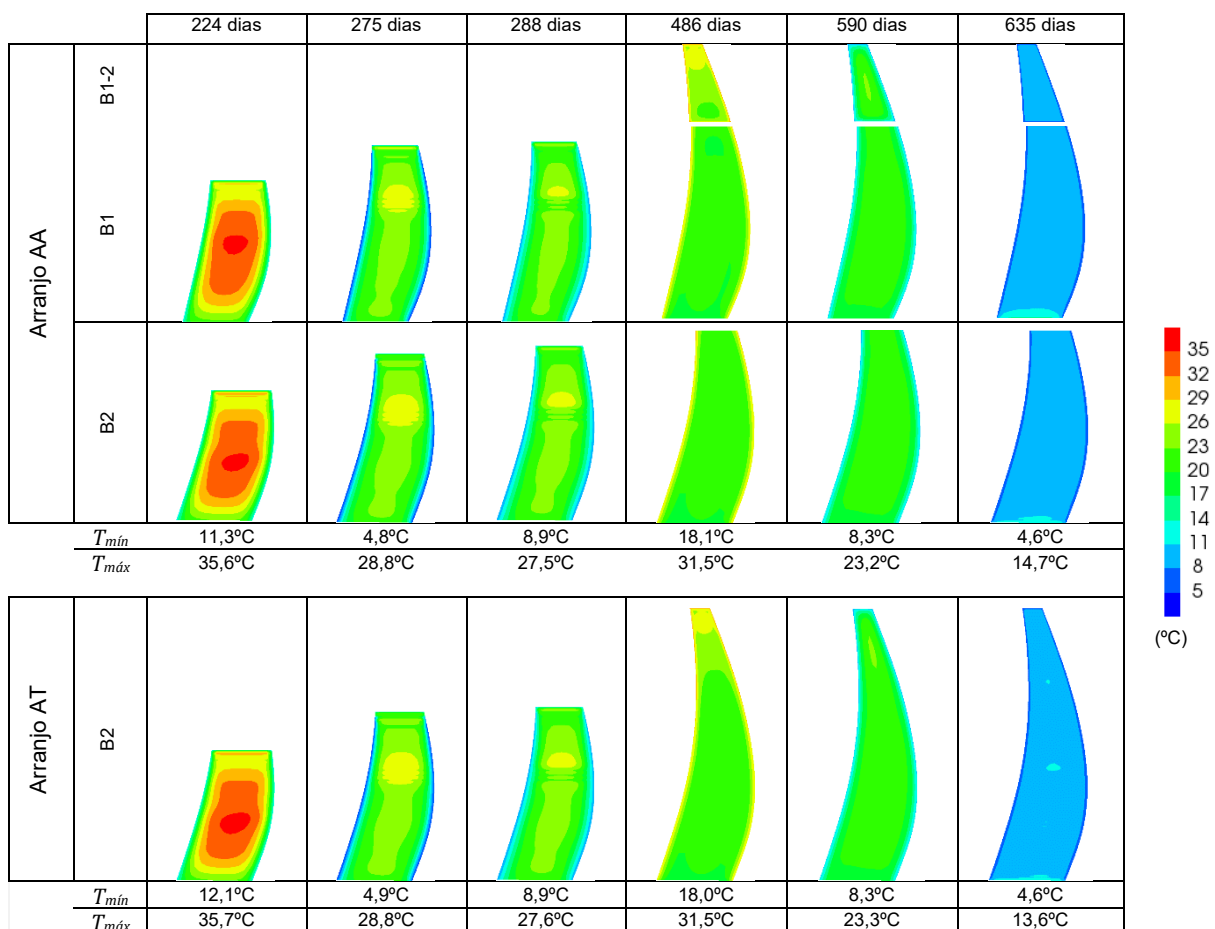 224 dias 275 dias 288 dias 486 dias 590 dias 635 dias
Arranjo AA
B1-2
B1
B2
Tmín 11,3ºC 4,8ºC 8,9ºC 18,1ºC 8,3ºC 4,6ºC
Tmáx 35,6ºC 28,8ºC 27,5ºC 31,5ºC 23,2ºC 14,7ºC
Arranjo AT
B2
Tmín 12,1ºC 4,9ºC 8,9ºC 18,0ºC 8,3ºC 4,6ºC
Tmáx 35,7ºC 28,8ºC 27,6ºC 31,5ºC 23,3ºC 13,6ºC
35
32
29
26
23
20
17
14
11
8
5
(ºC)